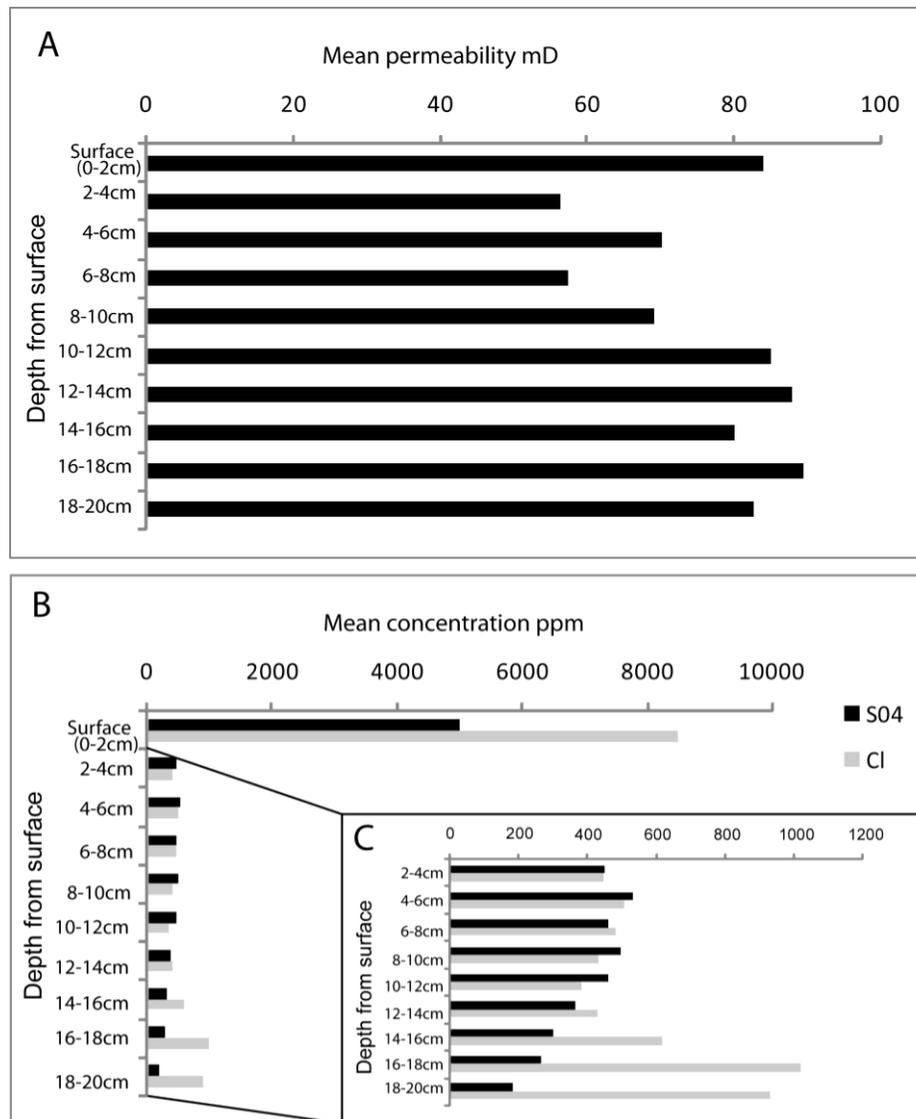 A
Mean permeability mD
0 20 40 60 80 100
Depth from surface
Surface
(0-2cm)
2-4cm
4-6cm
6-8cm
8-10cm
10-12cm
12-14cm
14-16cm
16-18cm
18-20cm
B
Mean concentration ppm
0 2000 4000 6000 8000 10000
S04
Cl
Depth from surface
Surface
(0-2cm)
2-4cm
4-6cm
6-8cm
8-10cm
10-12cm
12-14cm
14-16cm
16-18cm
18-20cm
C
0 200 400 600 800 1000 1200
Depth from surface
2-4cm
4-6cm
6-8cm
8-10cm
10-12cm
12-14cm
14-16cm
16-18cm
18-20cm